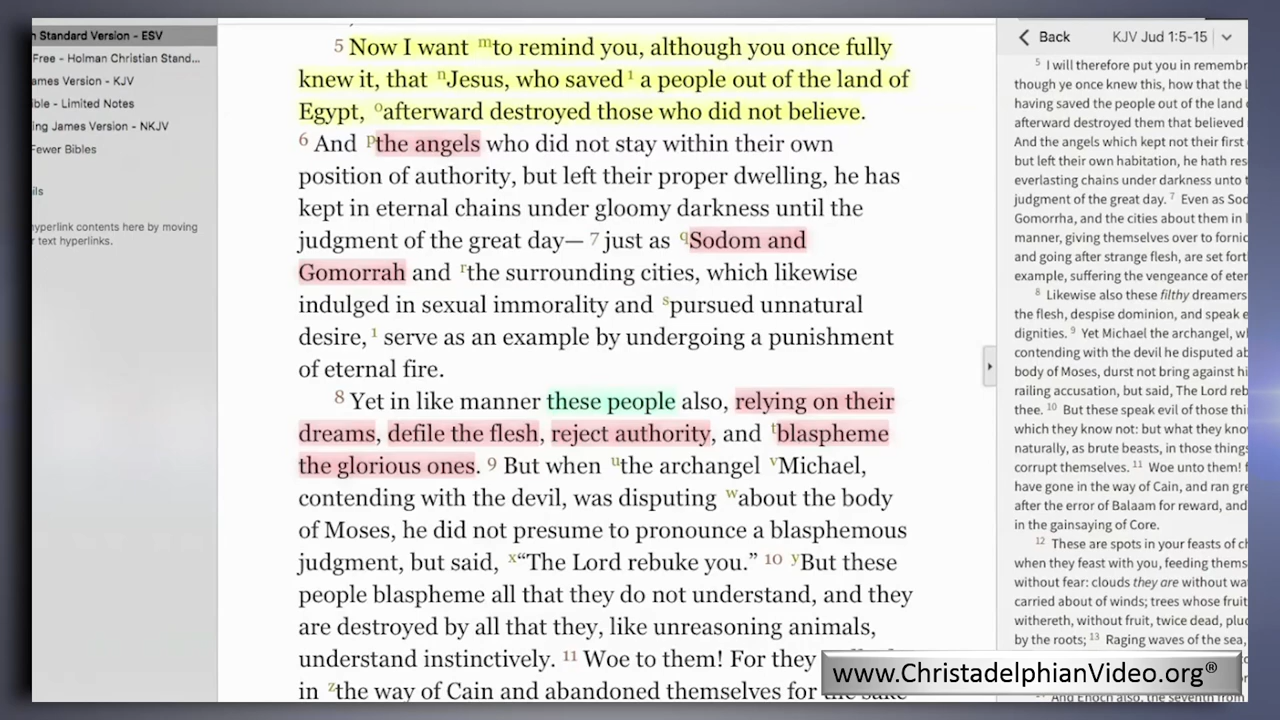 n Standard Version - ESV
Free - Holman Christian Stand...
ames Version - KJV
ible - Limited Notes
ing James Version - NKJV
Fewer Bibles
ils
hyperlink contents here by moving
r text hyperlinks.
5 Now I want m to remind you, although you once fully
knew it, that n Jesus, who saved 1 a people out of the land of
Egypt, o afterward destroyed those who did not believe.
6 And p the angels who did not stay within their own
position of authority, but left their proper dwelling, he has
kept in eternal chains under gloomy darkness until the
judgment of the great day— 7 just as q Sodom and
Gomorrah and r the surrounding cities, which likewise
indulged in sexual immorality and s pursued unnatural
desire, 1 serve as an example by undergoing a punishment
of eternal fire.
8 Yet in like manner these people also, relying on their
dreams, defile the flesh, reject authority, and t blaspheme
the glorious ones. 9 But when u the archangel v Michael,
contending with the devil, was disputing w about the body
of Moses, he did not presume to pronounce a blasphemous
judgment, but said, x “The Lord rebuke you.” 10 y But these
people blaspheme all that they do not understand, and they
are destroyed by all that they, like unreasoning animals,
understand instinctively. 11 Woe to them! For they
in z the way of Cain and abandoned themselves for the sake
Back KJV Jud 1:5-15
5 I will therefore put you in remembr
though ye once knew this, how that the
having saved the people out of the land
afterward destroyed them that believed
And the angels which kept not their first
but left their own habitation, he hath res
everlasting chains under darkness unto t
judgment of the great day. 7 Even as Soc
Gomorrha, and the cities about them in l
manner, giving themselves over to fornic
and going after strange flesh, are set fort
example, suffering the vengeance of eter
8 Likewise also these filthy dreamers
the flesh, despise dominion, and speak e
dignities. 9 Yet Michael the archangel, w
contending with the devil he disputed ab
body of Moses, durst not bring against hi
railing accusation, but said, The Lord reb
thee. 10 But these speak evil of those thi
which they know not: but what they kno
naturally, as brute beasts, in those things
corrupt themselves. 11 Woe unto them! f
have gone in the way of Cain, and ran gre
after the error of Balaam for reward, and
in the gainsaying of Core.
12 These are spots in your feasts of ch
when they feast with you, feeding thems
without fear: clouds they are without wa
carried about of winds; trees whose fruit
withereth, without fruit, twice dead, pluc
by the roots; 13 Raging waves of the sea,
And Enoch also, the seventh from
www.ChristadelphianVideo.org®